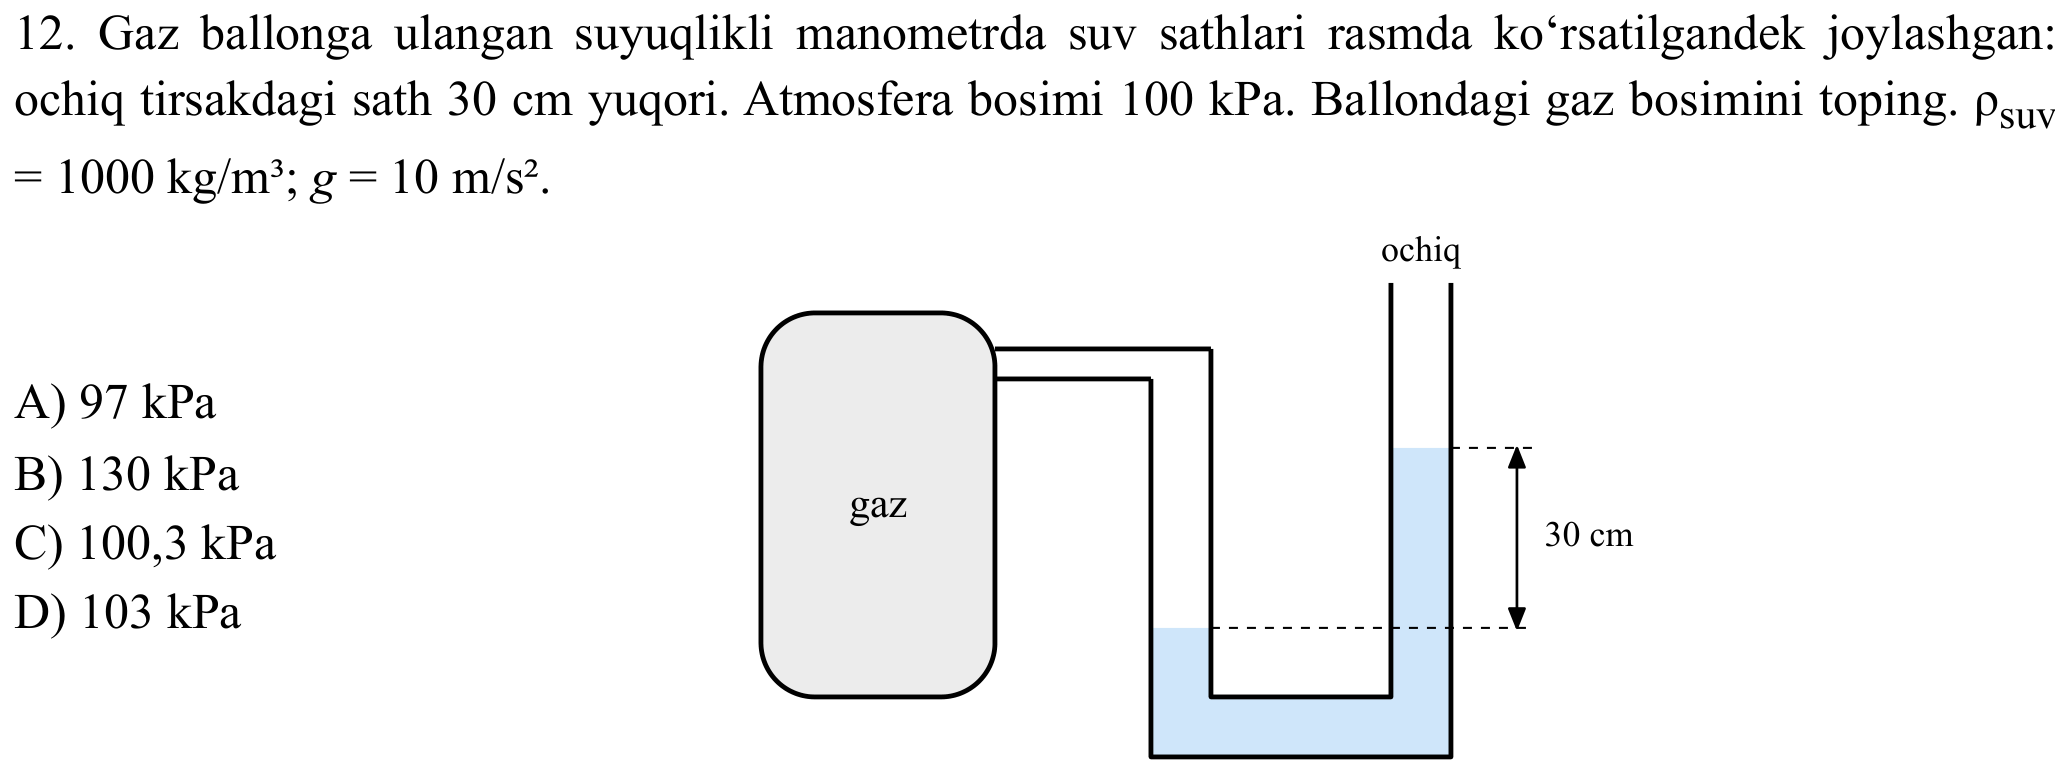 12. Gaz ballonga ulangan suyuqlikli manometrda suv sathlari rasmda ko‘rsatilgandek joylashgan:
ochiq tirsakdagi sath 30 cm yuqori. Atmosfera bosimi 100 kPa. Ballondagi gaz bosimini toping. ρsuv
= 1000 kg/m³; g = 10 m/s².
ochiq
A) 97 kPa
B) 130 kPa
gaz
30 cm
C) 100,3 kPa
D) 103 kPa